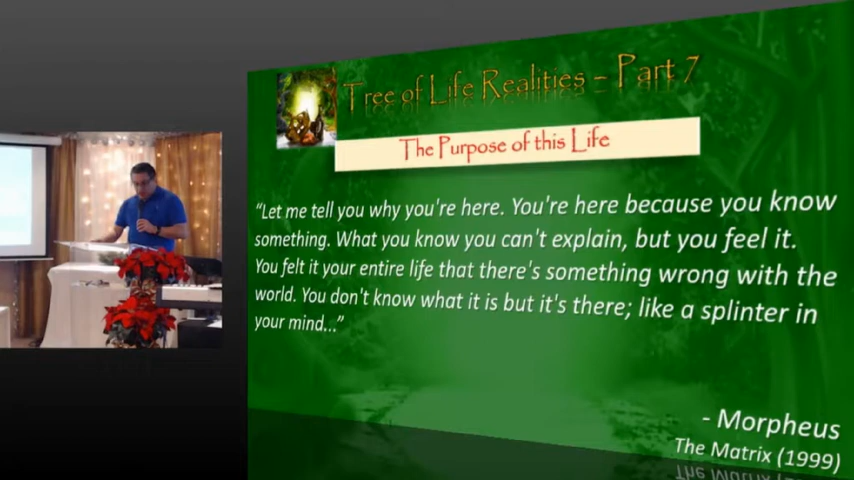 Tree of Life Realities – Part 7
The Purpose of this Life
“Let me tell you why you're here. You're here because you know
something. What you know you can't explain, but you feel it.
You felt it your entire life that there's something wrong with the
world. You don't know what it is but it's there; like a splinter in
your mind...”
- Morpheus
The Matrix (1999)